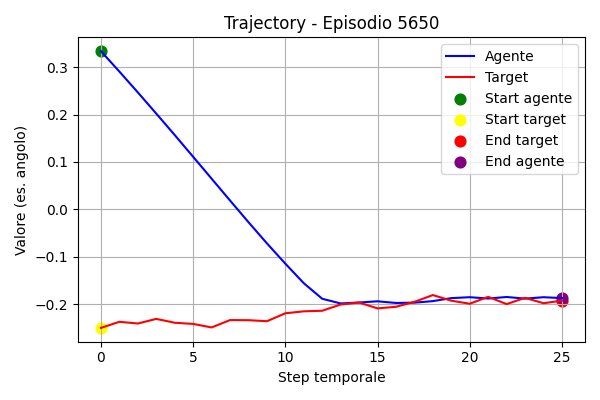 Trajectory - Episodio 5650
Valore (es. angolo)
0.3
0.2
0.1
0.0
−0.1
−0.2
Agente
Target
Start agente
Start target
End target
End agente
0 5 10 15 20 25
Step temporale